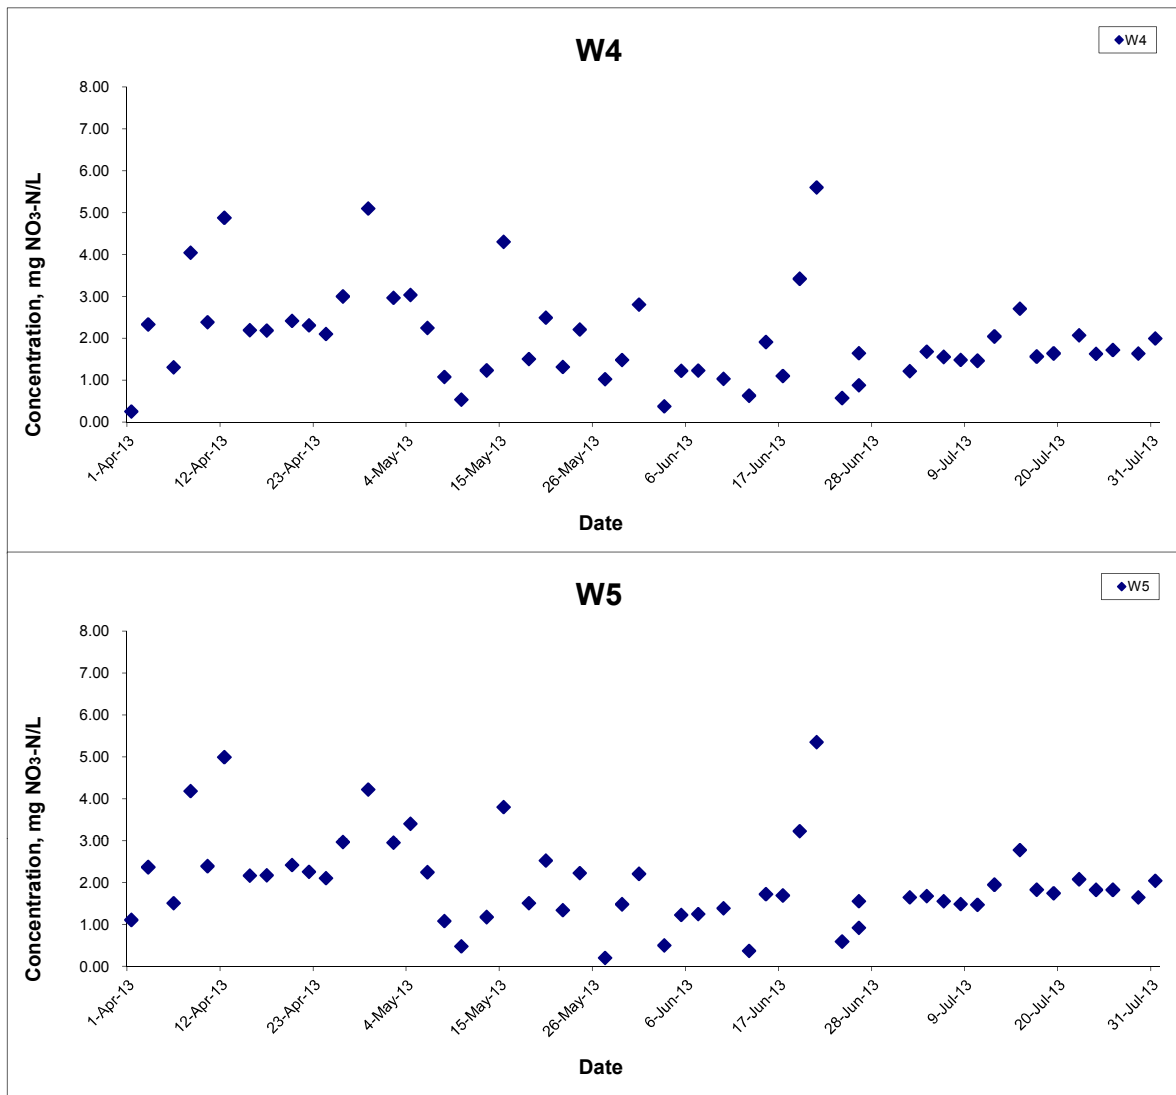 W4
W4
8.00
7.00
6.00
5.00
4.00
3.00
2.00
1.00
0.00
Concentration, mg NO3-N/L
1-Apr-13
12-Apr-13
23-Apr-13
4-May-13
15-May-13
26-May-13
6-Jun-13
17-Jun-13
28-Jun-13
9-Jul-13
20-Jul-13
31-Jul-13
Date
W5
W5
8.00
7.00
6.00
5.00
4.00
3.00
2.00
1.00
0.00
Concentration, mg NO3-N/L
1-Apr-13
12-Apr-13
23-Apr-13
4-May-13
15-May-13
26-May-13
6-Jun-13
17-Jun-13
28-Jun-13
9-Jul-13
20-Jul-13
31-Jul-13
Date